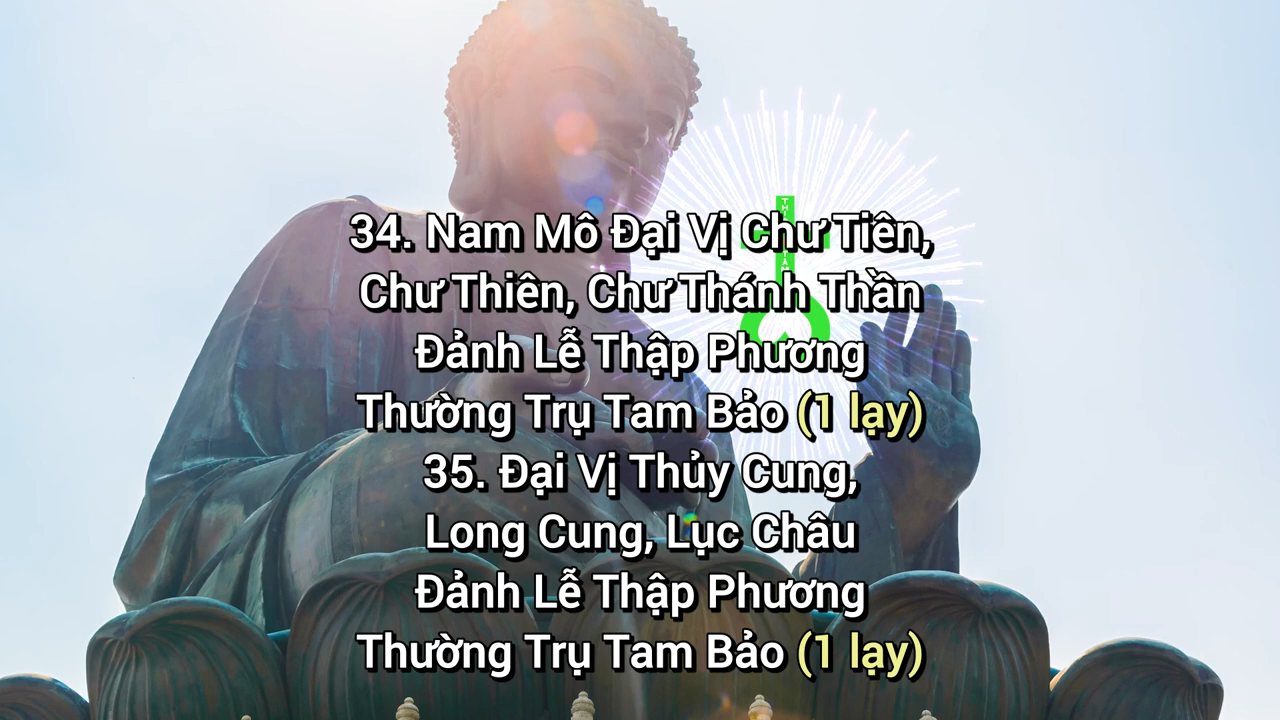 34. Nam Mô Đại Vị Chư Tiên,
Chư Thiên, Chư Thánh Thần
Đảnh Lễ Thập Phương
Thường Trụ Tam Bảo (1 lạy)
35. Đại Vị Thủy Cung,
Long Cung, Lục Châu
Đảnh Lễ Thập Phương
Thường Trụ Tam Bảo (1 lạy)